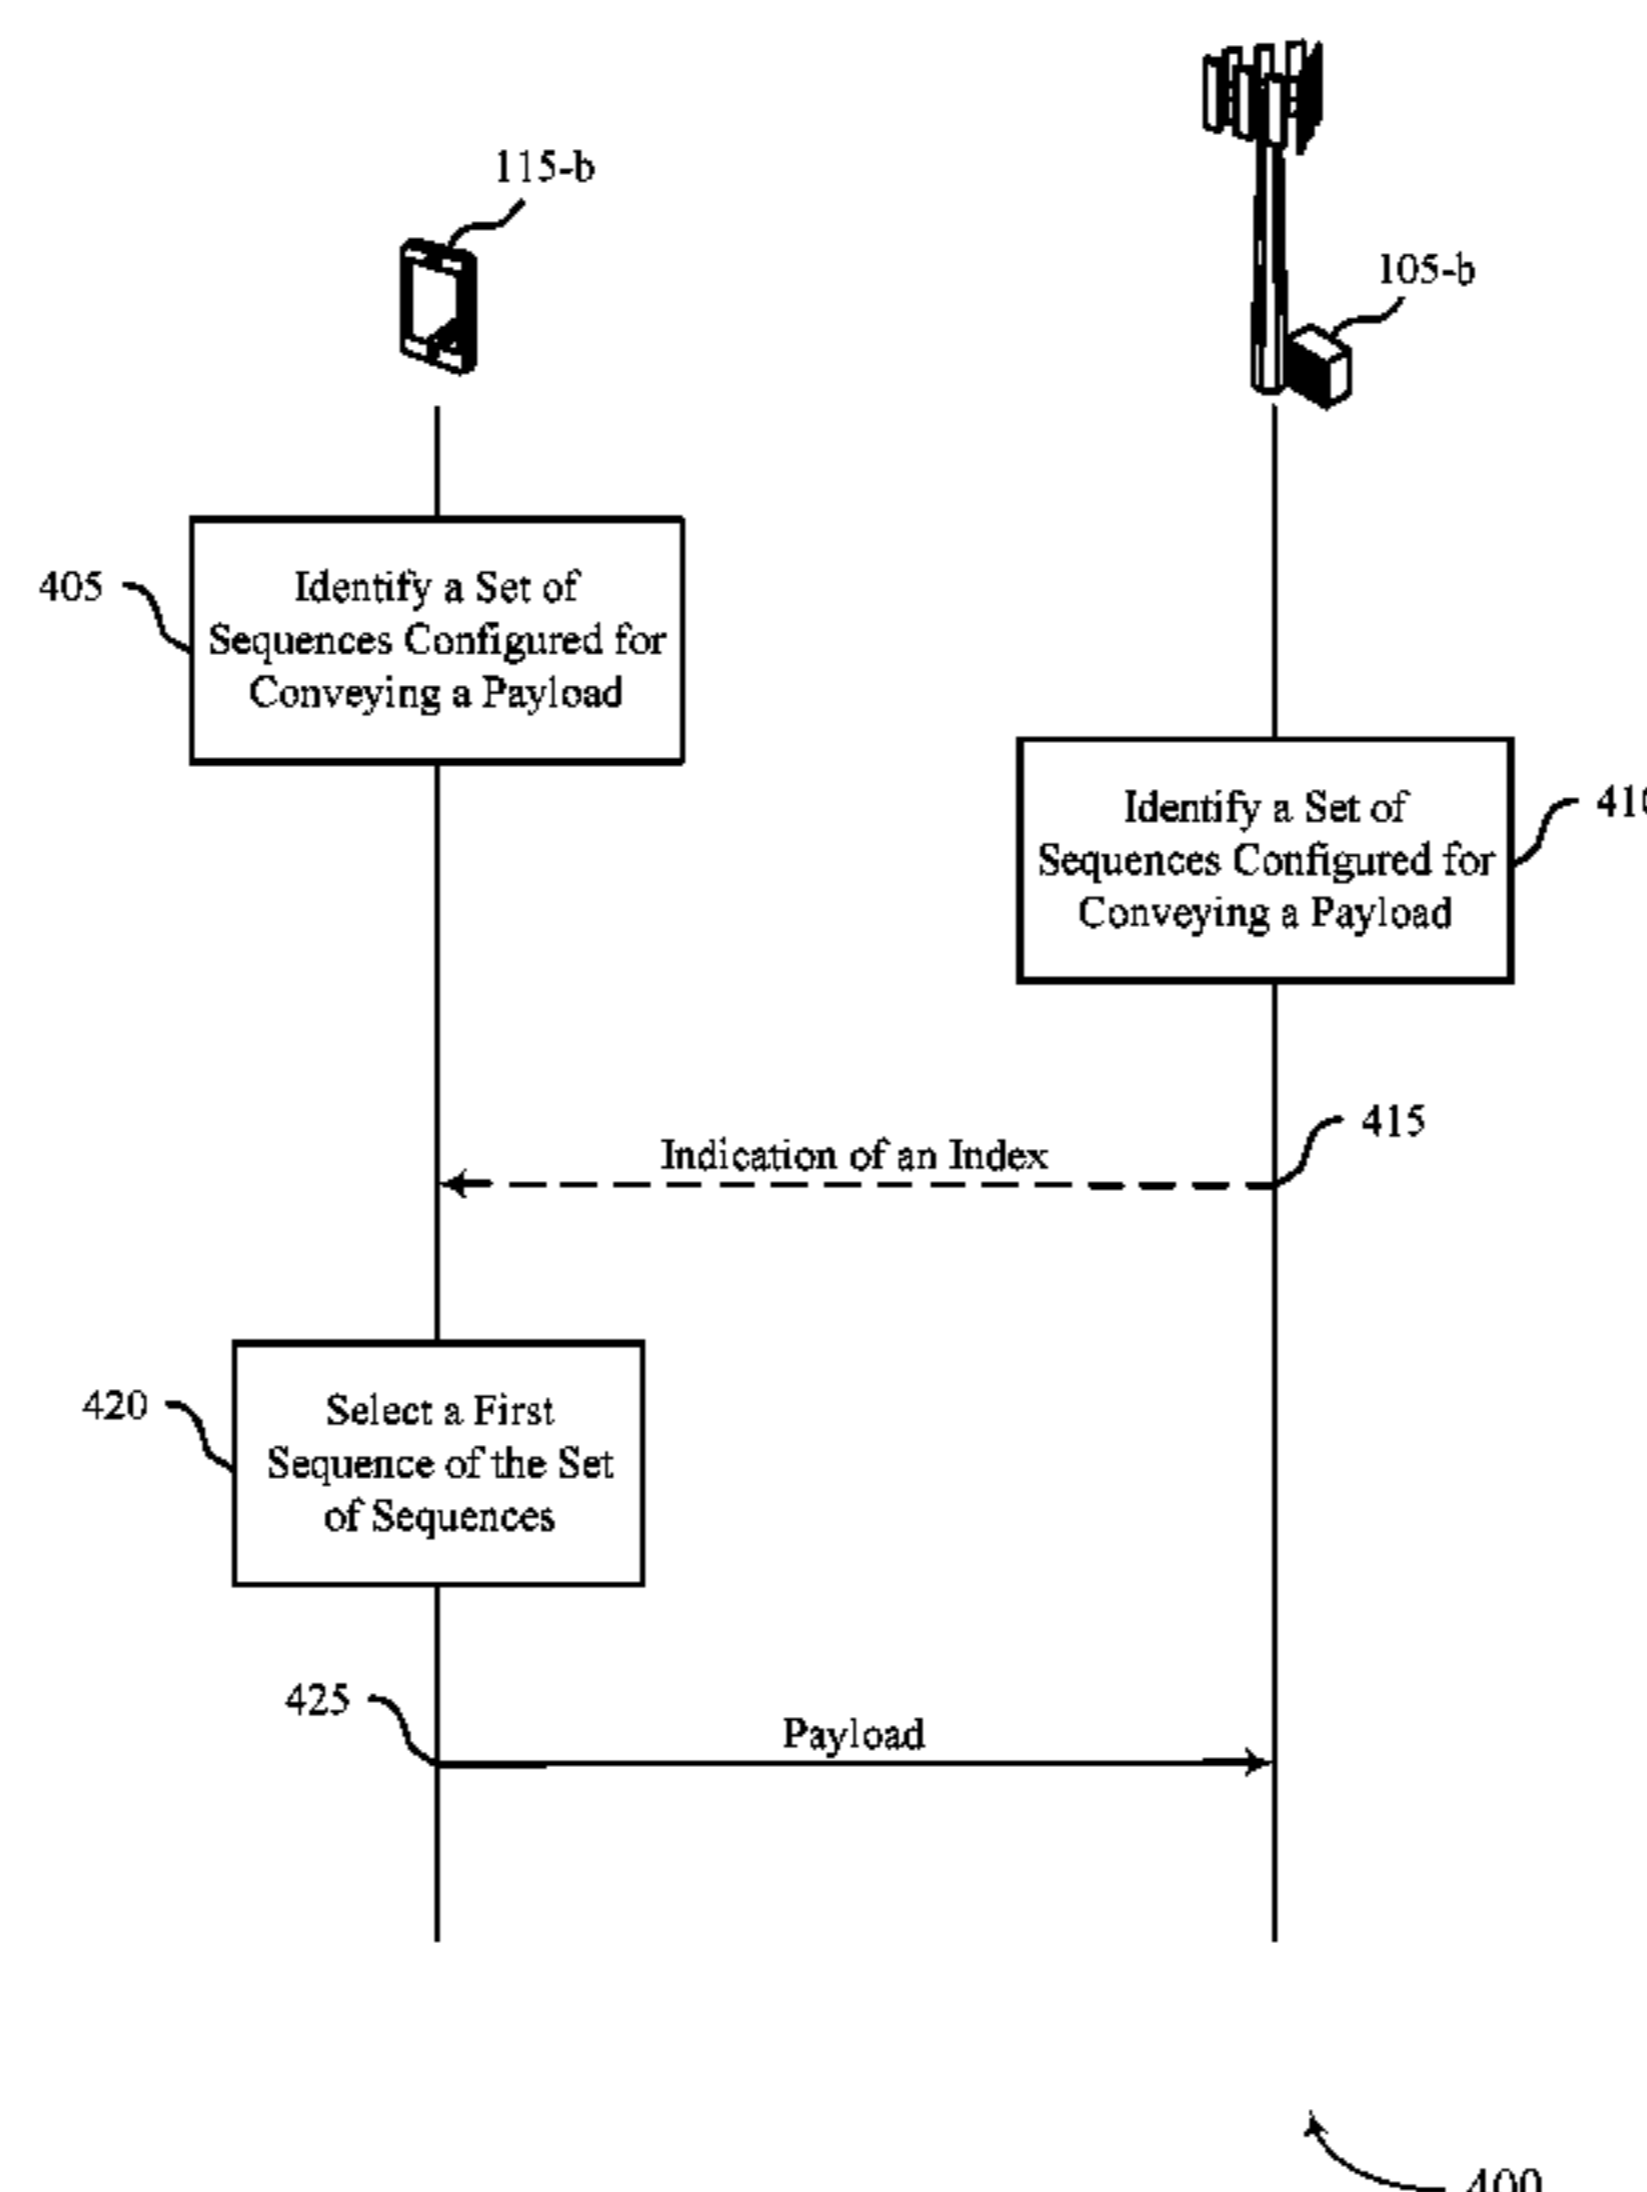 115-b
105-b
405
Identify a Set of
Sequences Configured for
Conveying a Payload
Identify a Set of
Sequences Configured for
Conveying a Payload
415
Indication of an Index
420
Select a First
Sequence of the Set
of Sequences
425
Payload